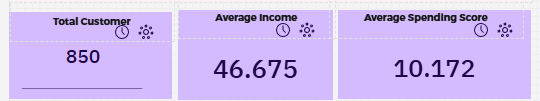 Total Customer
850
Average Income
46.675
Average Spending Score
10.172